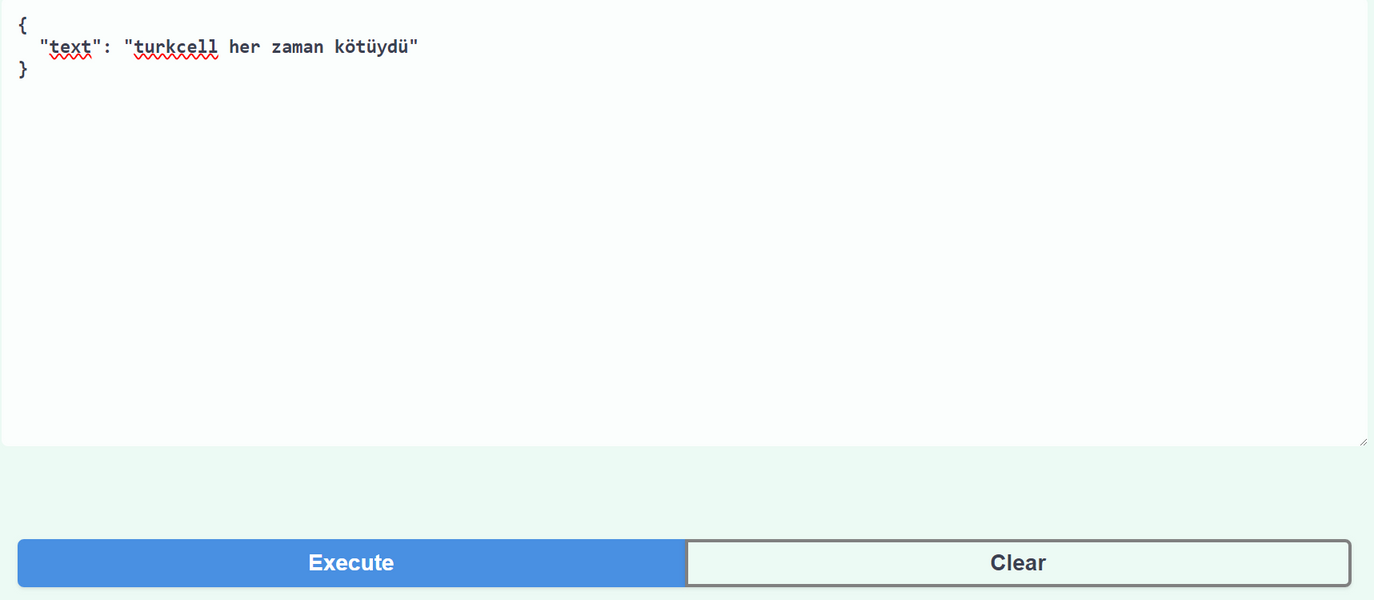 {
"text": "turkcell her zaman kötüydü"
}
Execute
Clear